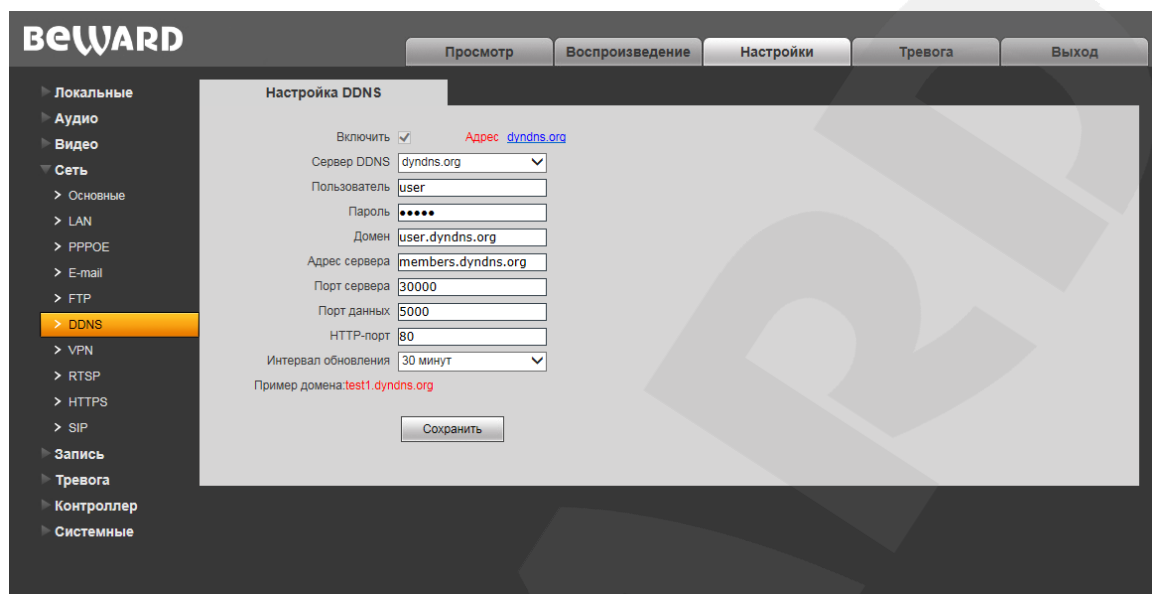 BEWARD
Просмотр Воспроизведение Настройки Тревога Выход
Локальные
Аудио
Видео
Сеть
> Основные
> LAN
> PPPOE
> E-mail
> FTP
> DDNS
> VPN
> RTSP
> HTTPS
> SIP
Запись
Тревога
Контроллер
Системные
Настройка DDNS
Включить Адрес dyndns.org
Сервер DDNS dyndns.org
Пользователь user
Пароль •••••
Домен user.dyndns.org
Адрес сервера members.dyndns.org
Порт сервера 30000
Порт данных 5000
HTTP-порт 80
Интервал обновления 30 минут
Пример домена:test1.dyndns.org
Сохранить